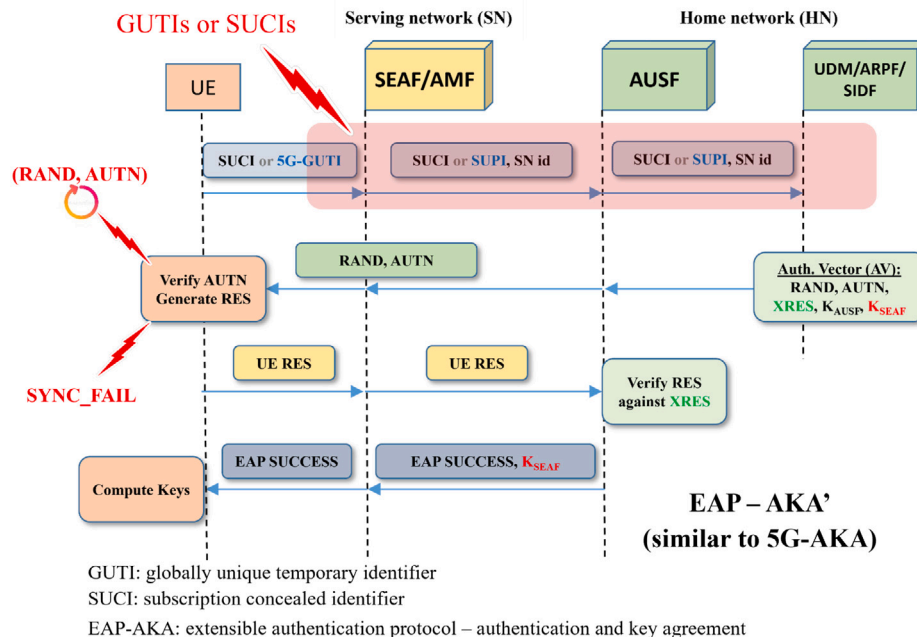 Serving network (SN)
Home network (HN)
GUTIs or SUCIs
UE
SEAF/AMF
AUSF
UDM/ARPF/
SIDF
SUCI or 5G-GUTI
SUCI or SUPI, SN id
SUCI or SUPI, SN id
(RAND, AUTN)
Verify AUTN
Generate RES
RAND, AUTN
Auth. Vector (AV):
RAND, AUTN,
XRES, KAUSF, KSEAF
SYNC_FAIL
UE RES
UE RES
Verify RES
against XRES
Compute Keys
EAP SUCCESS
EAP SUCCESS, KSEAF
EAP – AKA’
(similar to 5G-AKA)
GUTI: globally unique temporary identifier
SUCI: subscription concealed identifier
EAP-AKA: extensible authentication protocol – authentication and key agreement